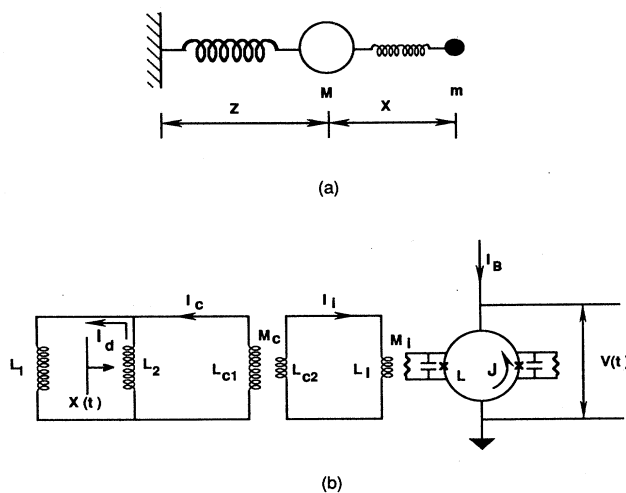 M
m
Z
X
(a)
I_B
I_c
I_i
I_d
M_c
M_i
L_1
L_2
L_c1
L_c2
L_I
L
J
V(t)
X(t)
(b)